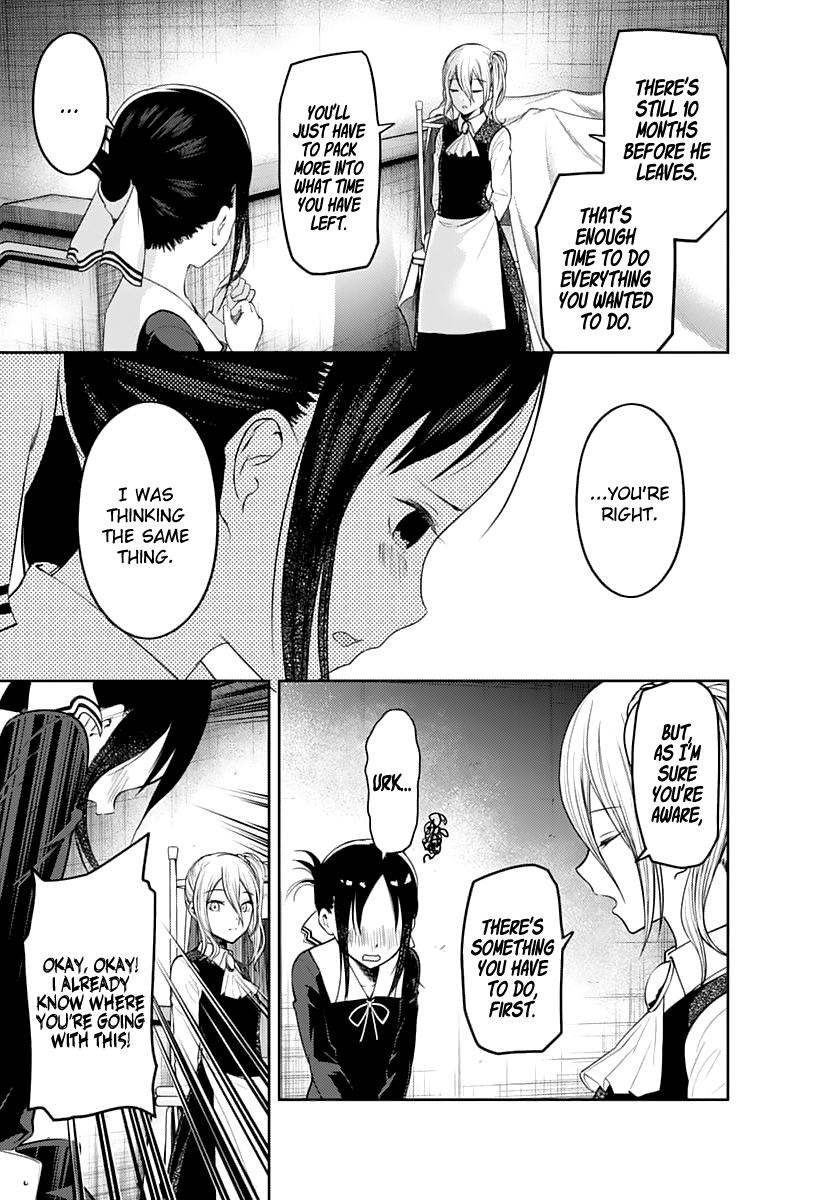 THERE'S
STILL 10
MONTHS
BEFORE HE
LEAVES.
THAT'S
ENOUGH
TIME TO DO
EVERYTHING
YOU WANTED
TO DO.
YOU'LL
JUST HAVE
TO PACK
MORE INTO
WHAT TIME
YOU HAVE
LEFT.
...
...YOU'RE
RIGHT.
I WAS
THINKING
THE SAME
THING.
BUT,
AS I'M
SURE
YOU'RE
AWARE,
THERE'S
SOMETHING
YOU HAVE
TO DO,
FIRST.
URK...
OKAY, OKAY!
I ALREADY
KNOW WHERE
YOU'RE GOING
WITH THIS!